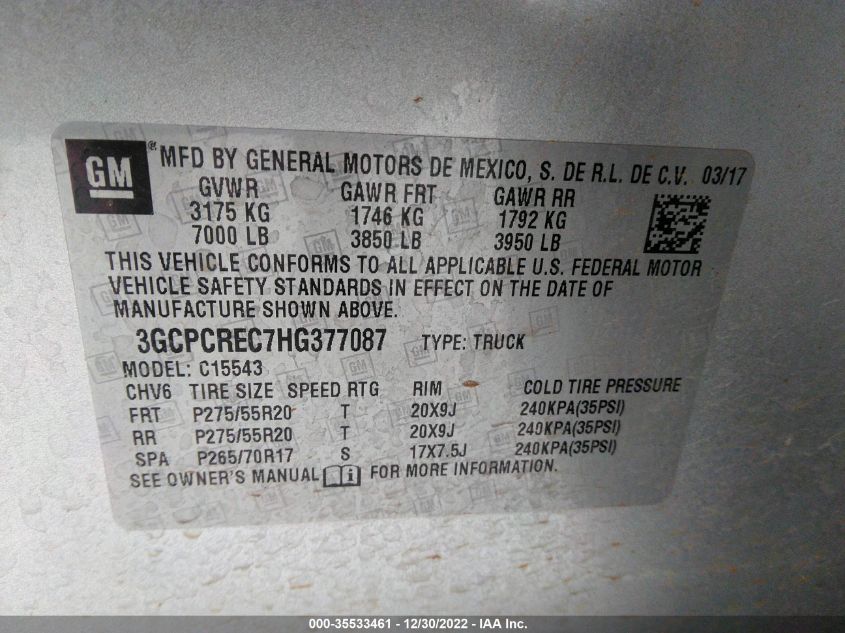 GM ® MFD BY GENERAL MOTORS DE MEXICO, S. DE R.L. DE C.V. 03/17
GVWR GAWR FRT GAWR RR
3175 KG 1746 KG 1792 KG
7000 LB 3850 LB 3950 LB
THIS VEHICLE CONFORMS TO ALL APPLICABLE U.S. FEDERAL MOTOR
VEHICLE SAFETY STANDARDS IN EFFECT ON THE DATE OF
MANUFACTURE SHOWN ABOVE.
3GCPCREC7HG377087 TYPE: TRUCK
MODEL: C15543
CHV6 TIRE SIZE SPEED RTG RIM COLD TIRE PRESSURE
FRT P275/55R20 T 20X9J 240KPA(35PSI)
RR P275/55R20 T 20X9J 240KPA(35PSI)
SPA P265/70R17 S 17X7.5J 240KPA(35PSI)
SEE OWNER'S MANUAL i FOR MORE INFORMATION.
000-35533461 - 12/30/2022 - IAA Inc.